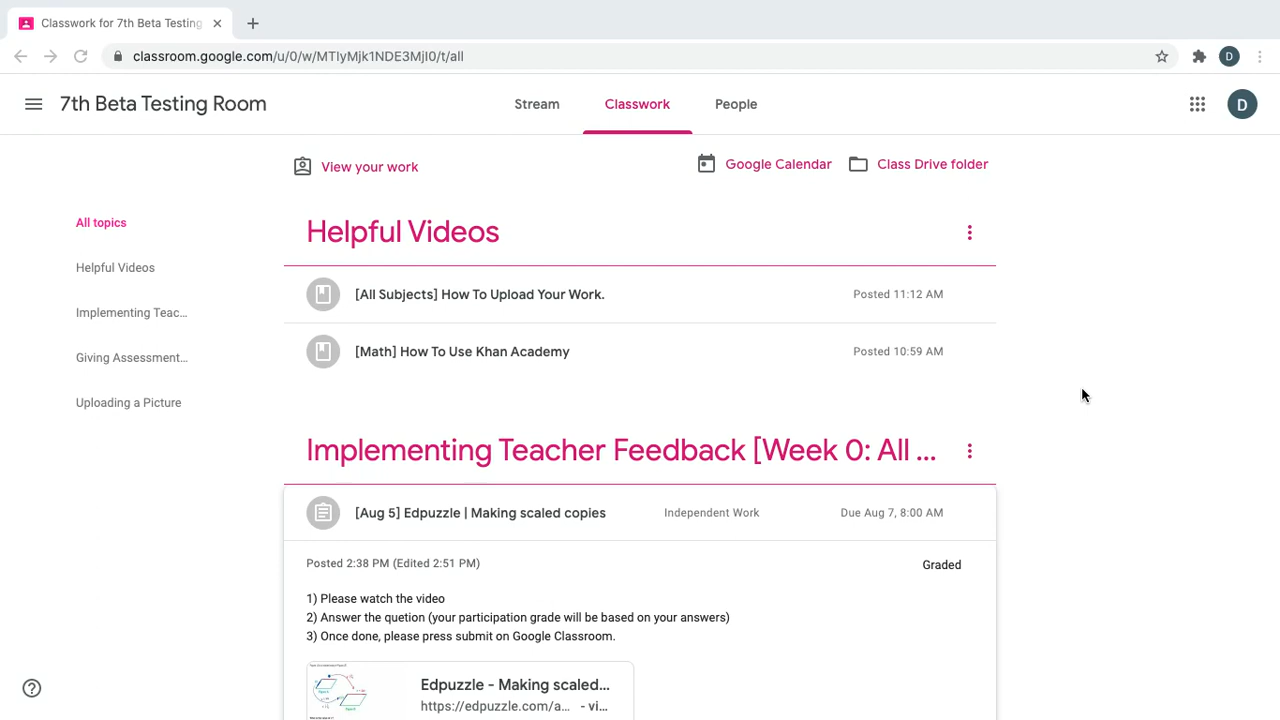 Classwork for 7th Beta Testing
classroom.google.com/u/0/w/MTIyMjk1NDE3MjI0/t/all
D
7th Beta Testing Room
Stream
Classwork
People
D
View your work
Google Calendar
Class Drive folder
All topics
Helpful Videos
Implementing Teac...
Giving Assessment...
Uploading a Picture
Helpful Videos
[All Subjects] How To Upload Your Work.
Posted 11:12 AM
[Math] How To Use Khan Academy
Posted 10:59 AM
Implementing Teacher Feedback [Week 0: All ...
[Aug 5] Edpuzzle | Making scaled copies
Independent Work
Due Aug 7, 8:00 AM
Posted 2:38 PM (Edited 2:51 PM)
Graded
1) Please watch the video
2) Answer the quetion (your participation grade will be based on your answers)
3) Once done, please press submit on Google Classroom.
Edpuzzle - Making scaled...
https://edpuzzle.com/a... - vi...